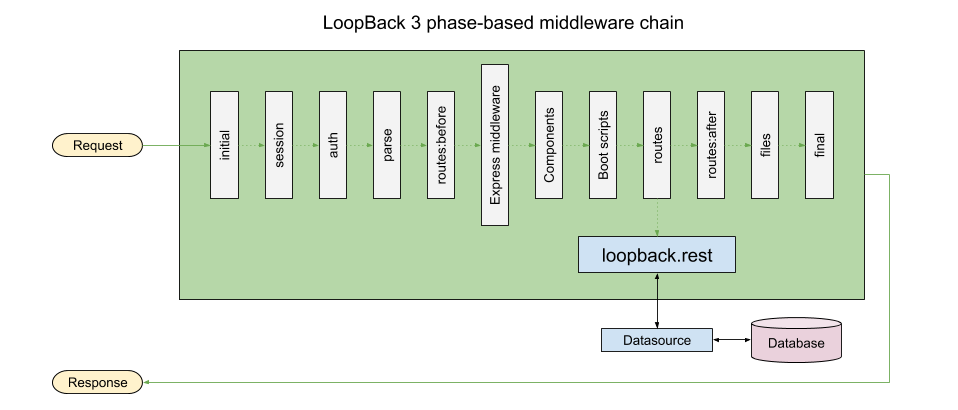 LoopBack 3 phase-based middleware chain
Request
initial
session
auth
parse
routes:before
Express middleware
Components
Boot scripts
routes
routes:after
files
final
loopback.rest
Datasource
Database
Response